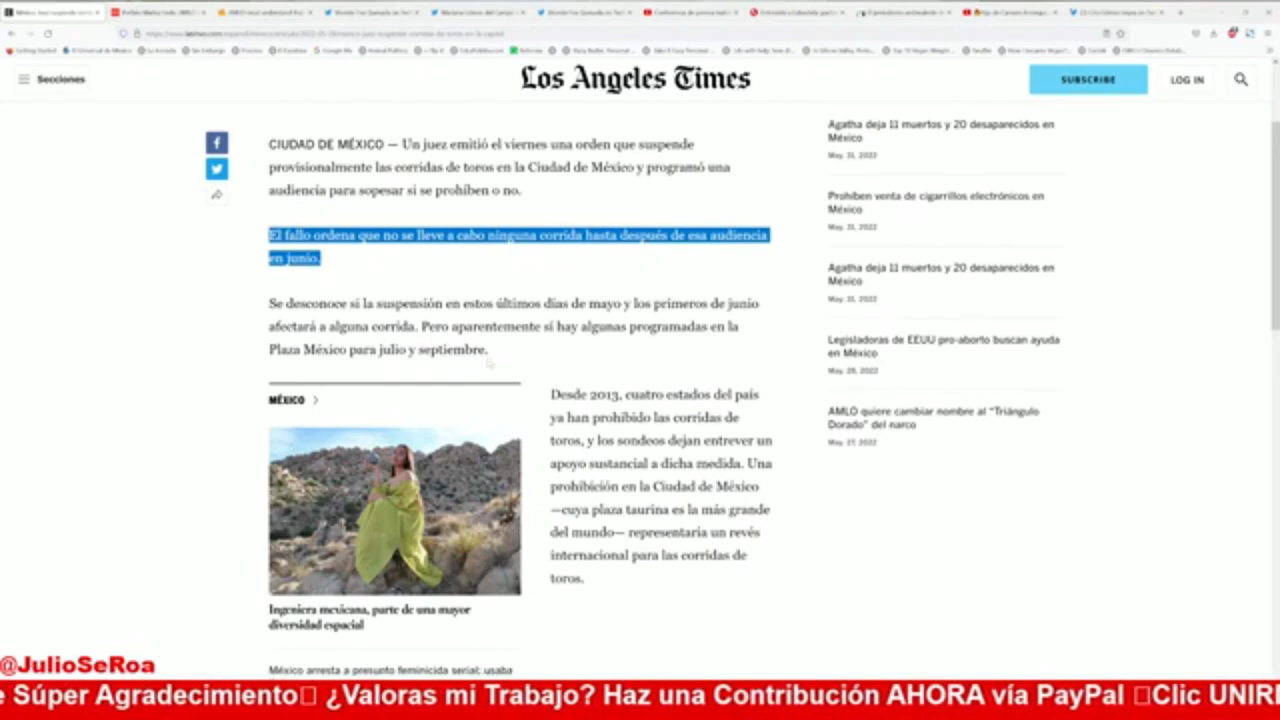 Secciones
Los Angeles Times
SUBSCRIBE
LOG IN
CIUDAD DE MÉXICO — Un juez emitió el viernes una orden que suspende
provisionalmente las corridas de toros en la Ciudad de México y programó una
audiencia para sopesar si se prohíben o no.
El fallo ordena que no se lleve a cabo ninguna corrida hasta después de esa audiencia
en junio.
Se desconoce si la suspensión en estos últimos días de mayo y los primeros de junio
afectará a alguna corrida. Pero aparentemente sí hay algunas programadas en la
Plaza México para julio y septiembre.
MÉXICO
Ingeniera mexicana, parte de una mayor
diversidad espacial
México arresta a presunto feminicida serial; usaba
Desde 2013, cuatro estados del país
ya han prohibido las corridas de
toros, y los sondeos dejan entrever un
apoyo sustancial a dicha medida. Una
prohibición en la Ciudad de México
—cuya plaza taurina es la más grande
del mundo— representaría un revés
internacional para las corridas de
toros.
Agatha deja 11 muertos y 20 desaparecidos en
México
May. 31, 2022
Prohíben venta de cigarrillos electrónicos en
México
May. 31, 2022
Agatha deja 11 muertos y 20 desaparecidos en
México
May. 31, 2022
Legisladoras de EEUU pro-aborto buscan ayuda
en México
May. 28, 2022
AMLO quiere cambiar nombre al “Triángulo
Dorado” del narco
May. 27, 2022
@JulioSeRoa
e Súper Agradecimiento ¿Valoras mi Trabajo? Haz una Contribución AHORA vía PayPal Clic UNIR